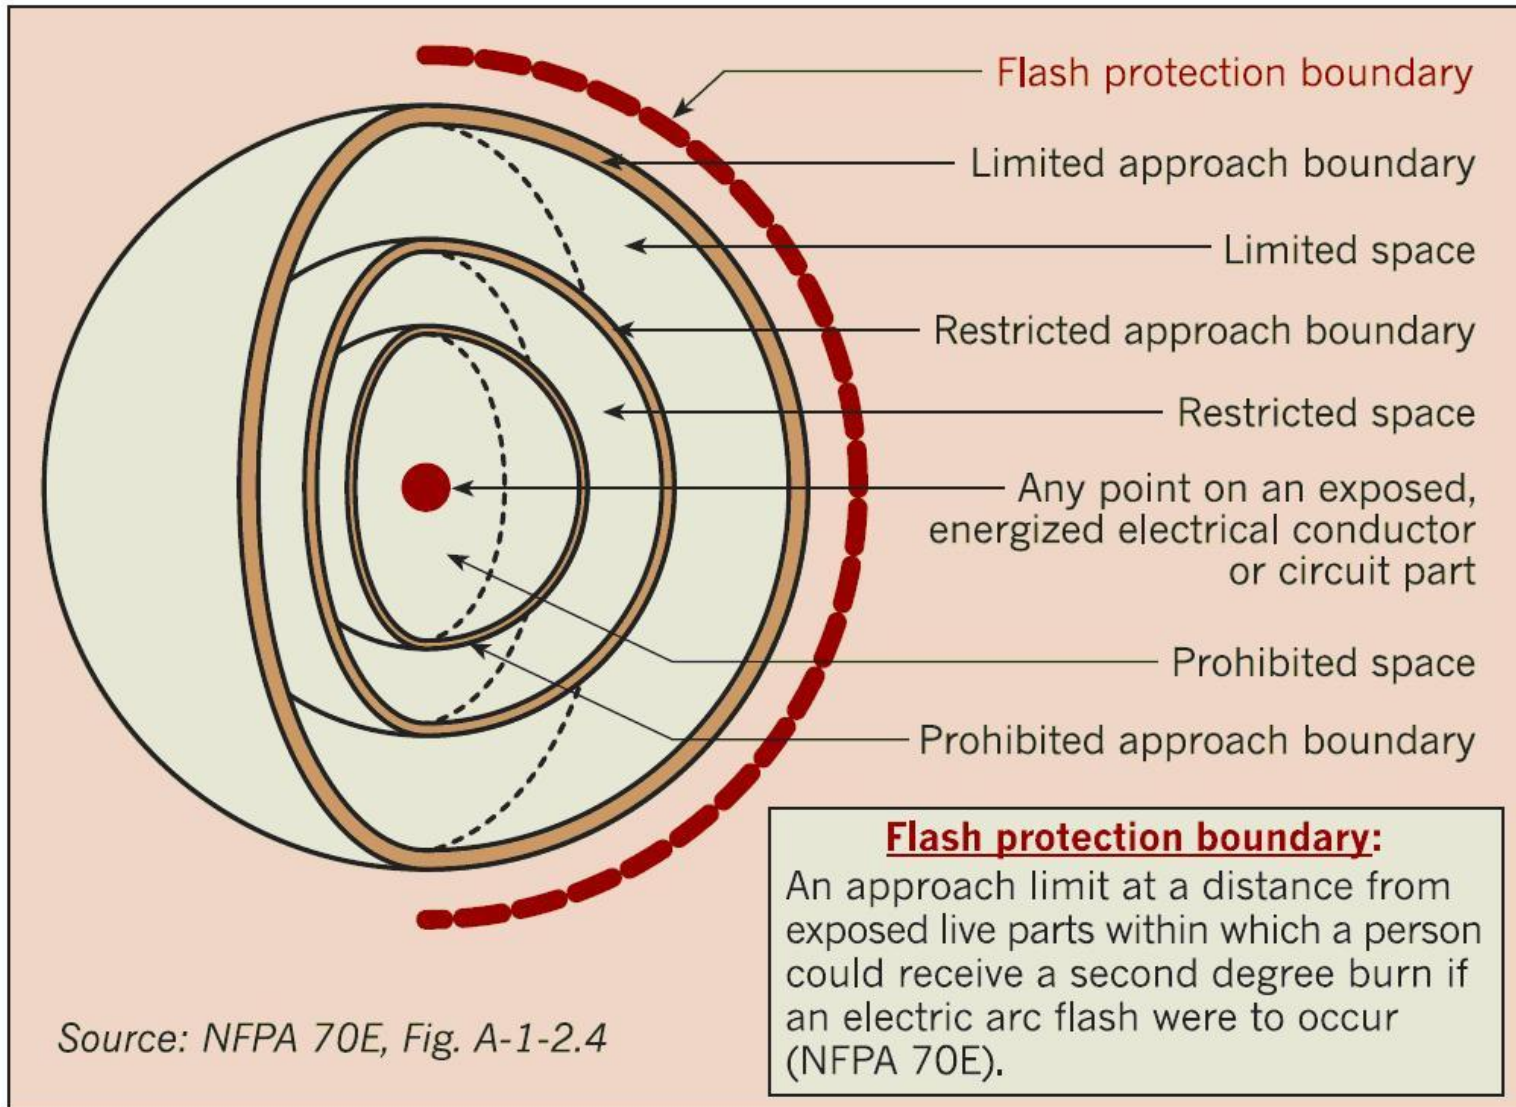 Flash protection boundary
Limited approach boundary
Limited space
Restricted approach boundary
Restricted space
Any point on an exposed,
energized electrical conductor
or circuit part
Prohibited space
Prohibited approach boundary
Flash protection boundary:
An approach limit at a distance from
exposed live parts within which a person
could receive a second degree burn if
an electric arc flash were to occur
(NFPA 70E).
Source: NFPA 70E, Fig. A-1-2.4